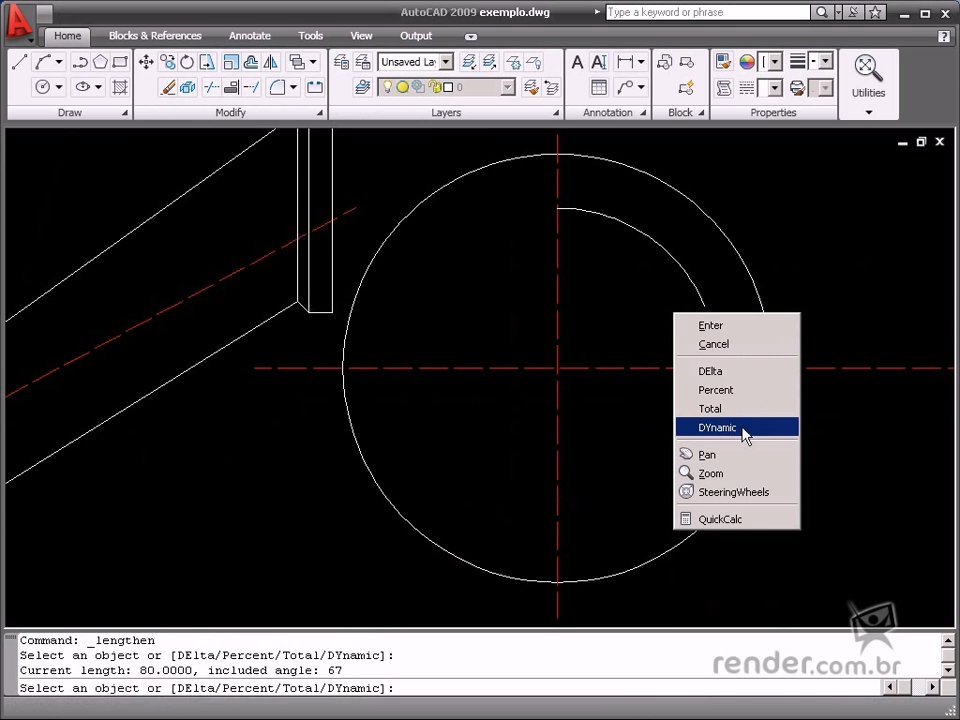 AutoCAD 2009 exemplo.dwg
Type a keyword or phrase
Home
Blocks & References
Annotate
Tools
View
Output
Unsaved La
0
Utilities
Draw
Modify
Layers
Annotation
Block
Properties
Enter
Cancel
DElta
Percent
Total
DYnamic
Pan
Zoom
SteeringWheels
QuickCalc
Command: _lengthen
Select an object or [DElta/Percent/Total/DYnamic]:
Current length: 80.0000, included angle: 67
Select an object or [DElta/Percent/Total/DYnamic]:
render.com.br